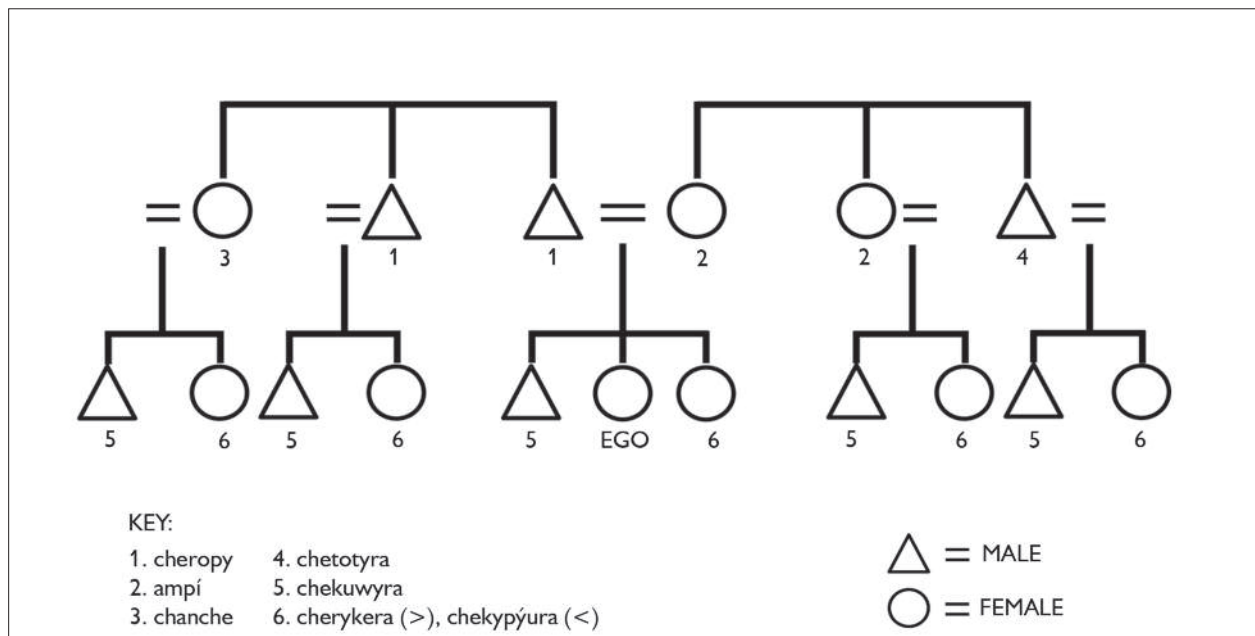 3 1 1 2 2 4
5 6 5 6 5 EGO 6 5 6 5 6
KEY:
1. cheropy 4. chetotyra
2. ampí 5. chekuwyra
3. chanche 6. cherykera (>), chekypýura (<)
= MALE
= FEMALE